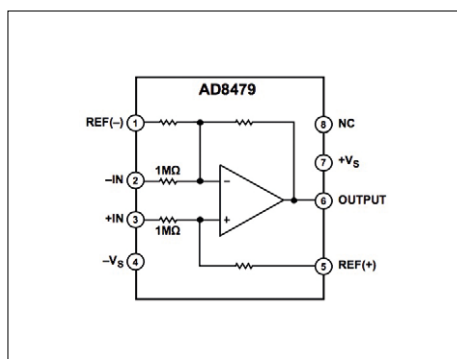 AD8479
REF(–) 1
8 NC
7 +VS
1MΩ
–IN 2
–
6 OUTPUT
+IN 3
+
1MΩ
–VS 4
5 REF(+)